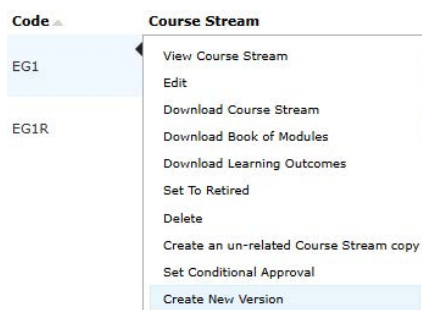 Code Course Stream
EG1
EG1R
View Course Stream
Edit
Download Course Stream
Download Book of Modules
Download Learning Outcomes
Set To Retired
Delete
Create an un-related Course Stream copy
Set Conditional Approval
Create New Version